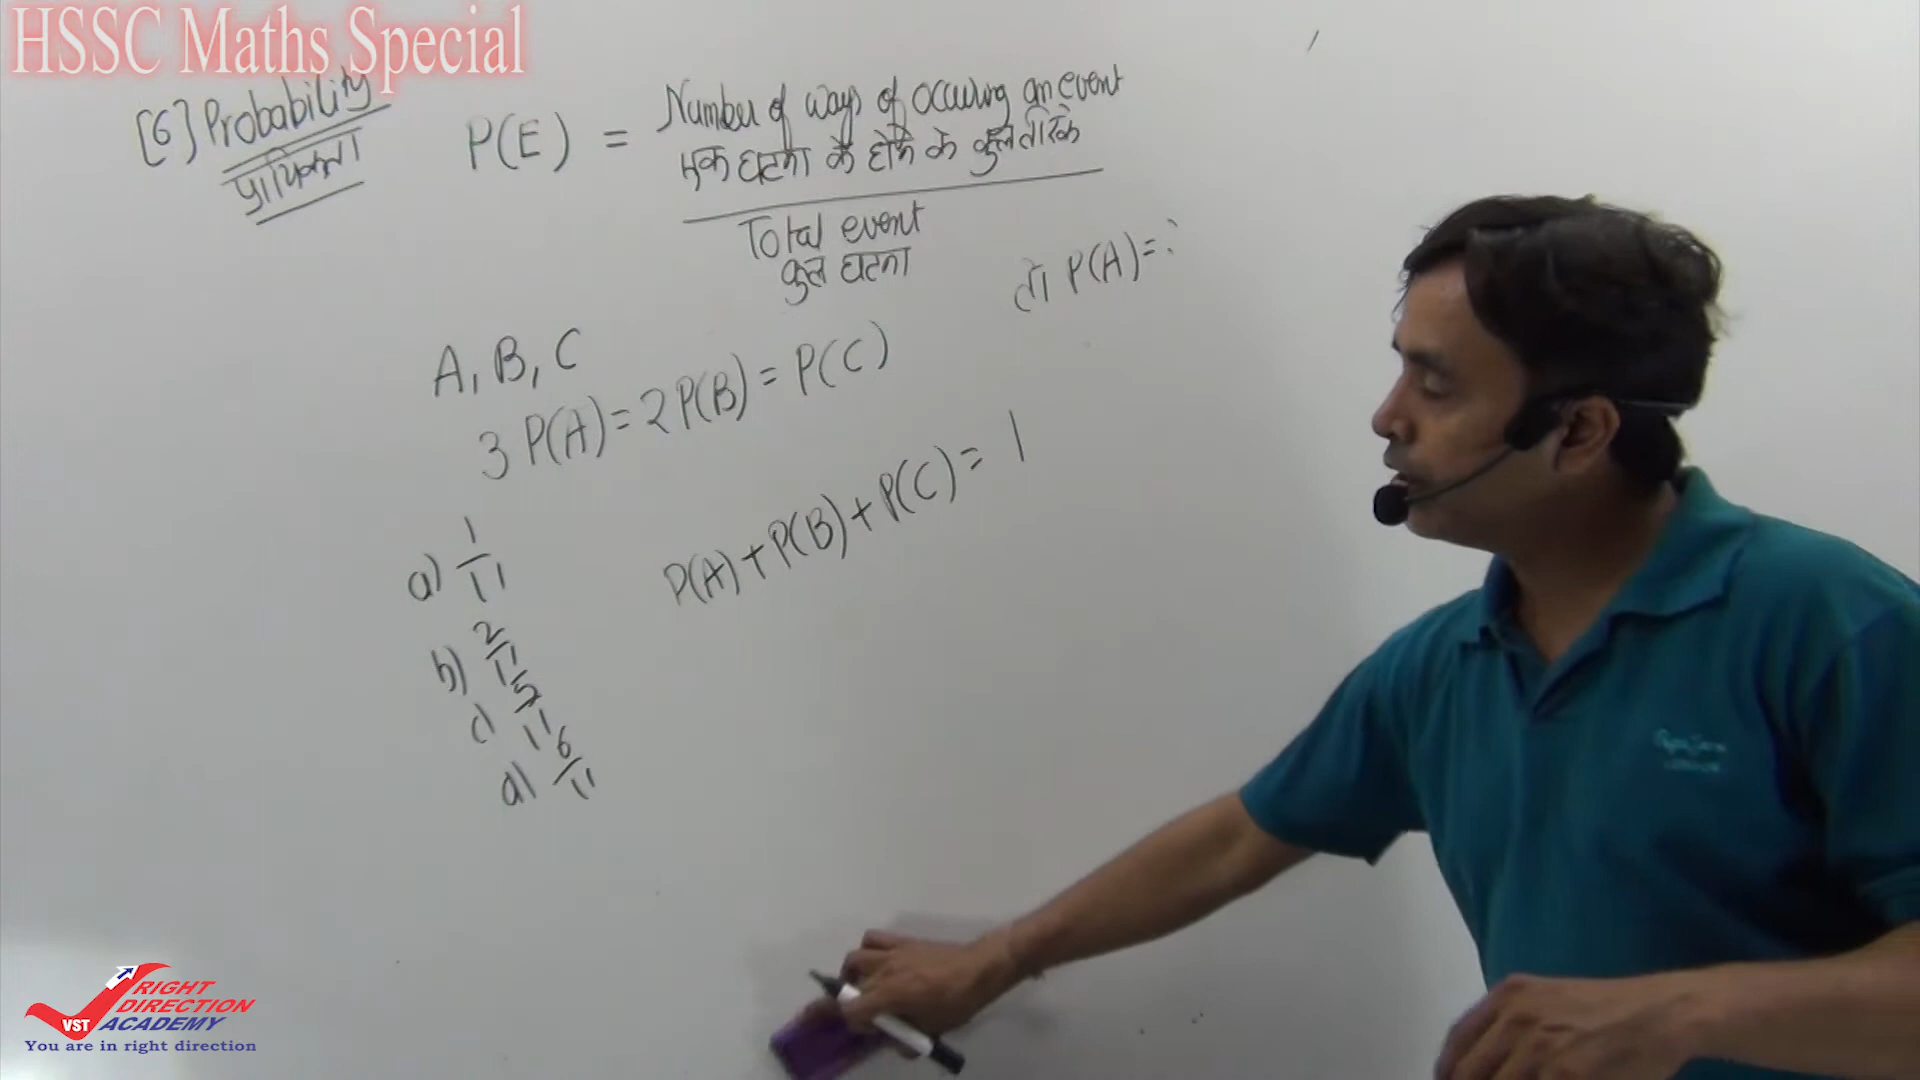 HSSC Maths Special
[6] Probability
प्रायिकता
P(E) = Number of ways of occuring an event
एक घटना के होने के कुल तरीके
Total event
कुल घटना
तो P(A)=?
A, B, C
3 P(A) = 2 P(B) = P(C)
P(A) + P(B) + P(C) = 1
a) 1/11
b) 2/11
c) 5/11
d) 6/11
VST
RIGHT
DIRECTION
ACADEMY
You are in right direction